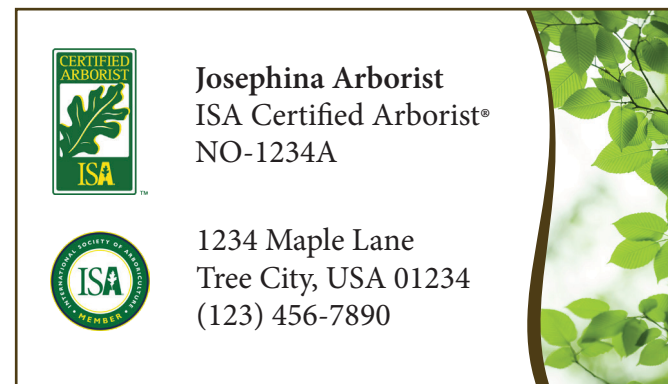 CERTIFIED
ARBORIST
ISA
™
Josephina Arborist
ISA Certified Arborist®
NO-1234A
INTERNATIONAL SOCIETY OF ARBORICULTURE
ISA
• MEMBER •
1234 Maple Lane
Tree City, USA 01234
(123) 456-7890